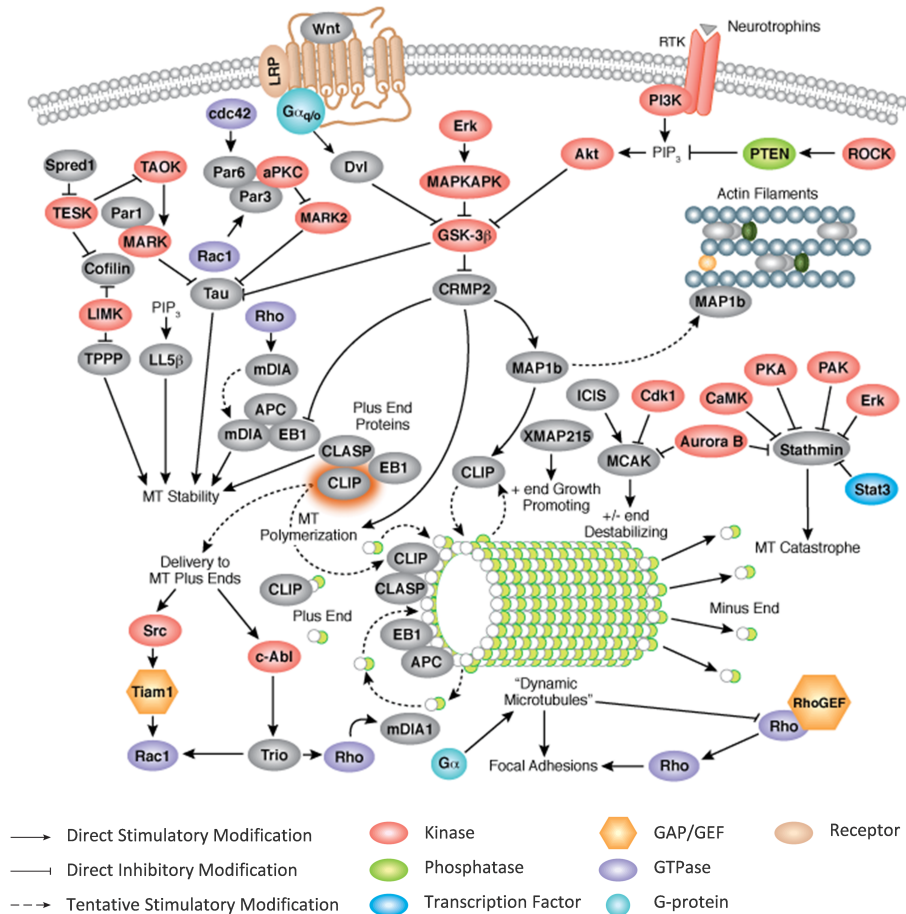 Wnt
Neurotrophins
RTK
LRP
PI3K
cdc42
Gαq/o
Erk
Spred1
TAOK
Par6
aPKC
Dvl
Akt
PIP3
PTEN
ROCK
MAPKAPK
Par3
TESK
Par1
MARK2
Actin Filaments
MARK
GSK-3β
Rac1
Cofilin
Tau
CRMP2
MAP1b
LIMK
PIP3
Rho
TPPP
LL5β
mDIA
MAP1b
PKA
PAK
ICIS
Cdk1
CaMK
Erk
APC
Plus End
Proteins
mDIA
EB1
XMAP215
Aurora B
CLASP
Stathmin
MCAK
EB1
CLIP
CLIP
Stat3
MT Stability
+ end Growth
Promoting
MT
Polymerization
+/- end
Destabilizing
MT Catastrophe
Delivery to
MT Plus Ends
CLIP
CLIP
CLASP
Plus End
Minus End
Src
EB1
c-Abl
APC
Tiam1
"Dynamic
Microtubules"
RhoGEF
Rho
mDIA1
Rac1
Trio
Rho
Gα
Focal Adhesions
Rho
Direct Stimulatory Modification
Kinase
GAP/GEF
Receptor
Direct Inhibitory Modification
Phosphatase
GTPase
Tentative Stimulatory Modification
Transcription Factor
G-protein